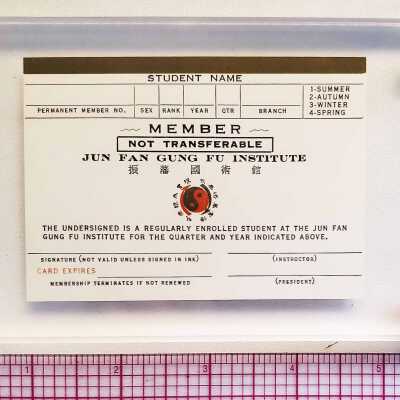 STUDENT NAME
1-SUMMER
2-AUTUMN
3-WINTER
4-SPRING
PERMANENT MEMBER NO. SEX RANK YEAR QTR BRANCH
MEMBER
NOT TRANSFERABLE
JUN FAN GUNG FU INSTITUTE
振藩國術館
THE UNDERSIGNED IS A REGULARLY ENROLLED STUDENT AT THE JUN FAN
GUNG FU INSTITUTE FOR THE QUARTER AND YEAR INDICATED ABOVE.
SIGNATURE (NOT VALID UNLESS SIGNED IN INK) (INSTRUCTOR)
CARD EXPIRES
MEMBERSHIP TERMINATES IF NOT RENEWED (PRESIDENT)
1 2 3 4 5